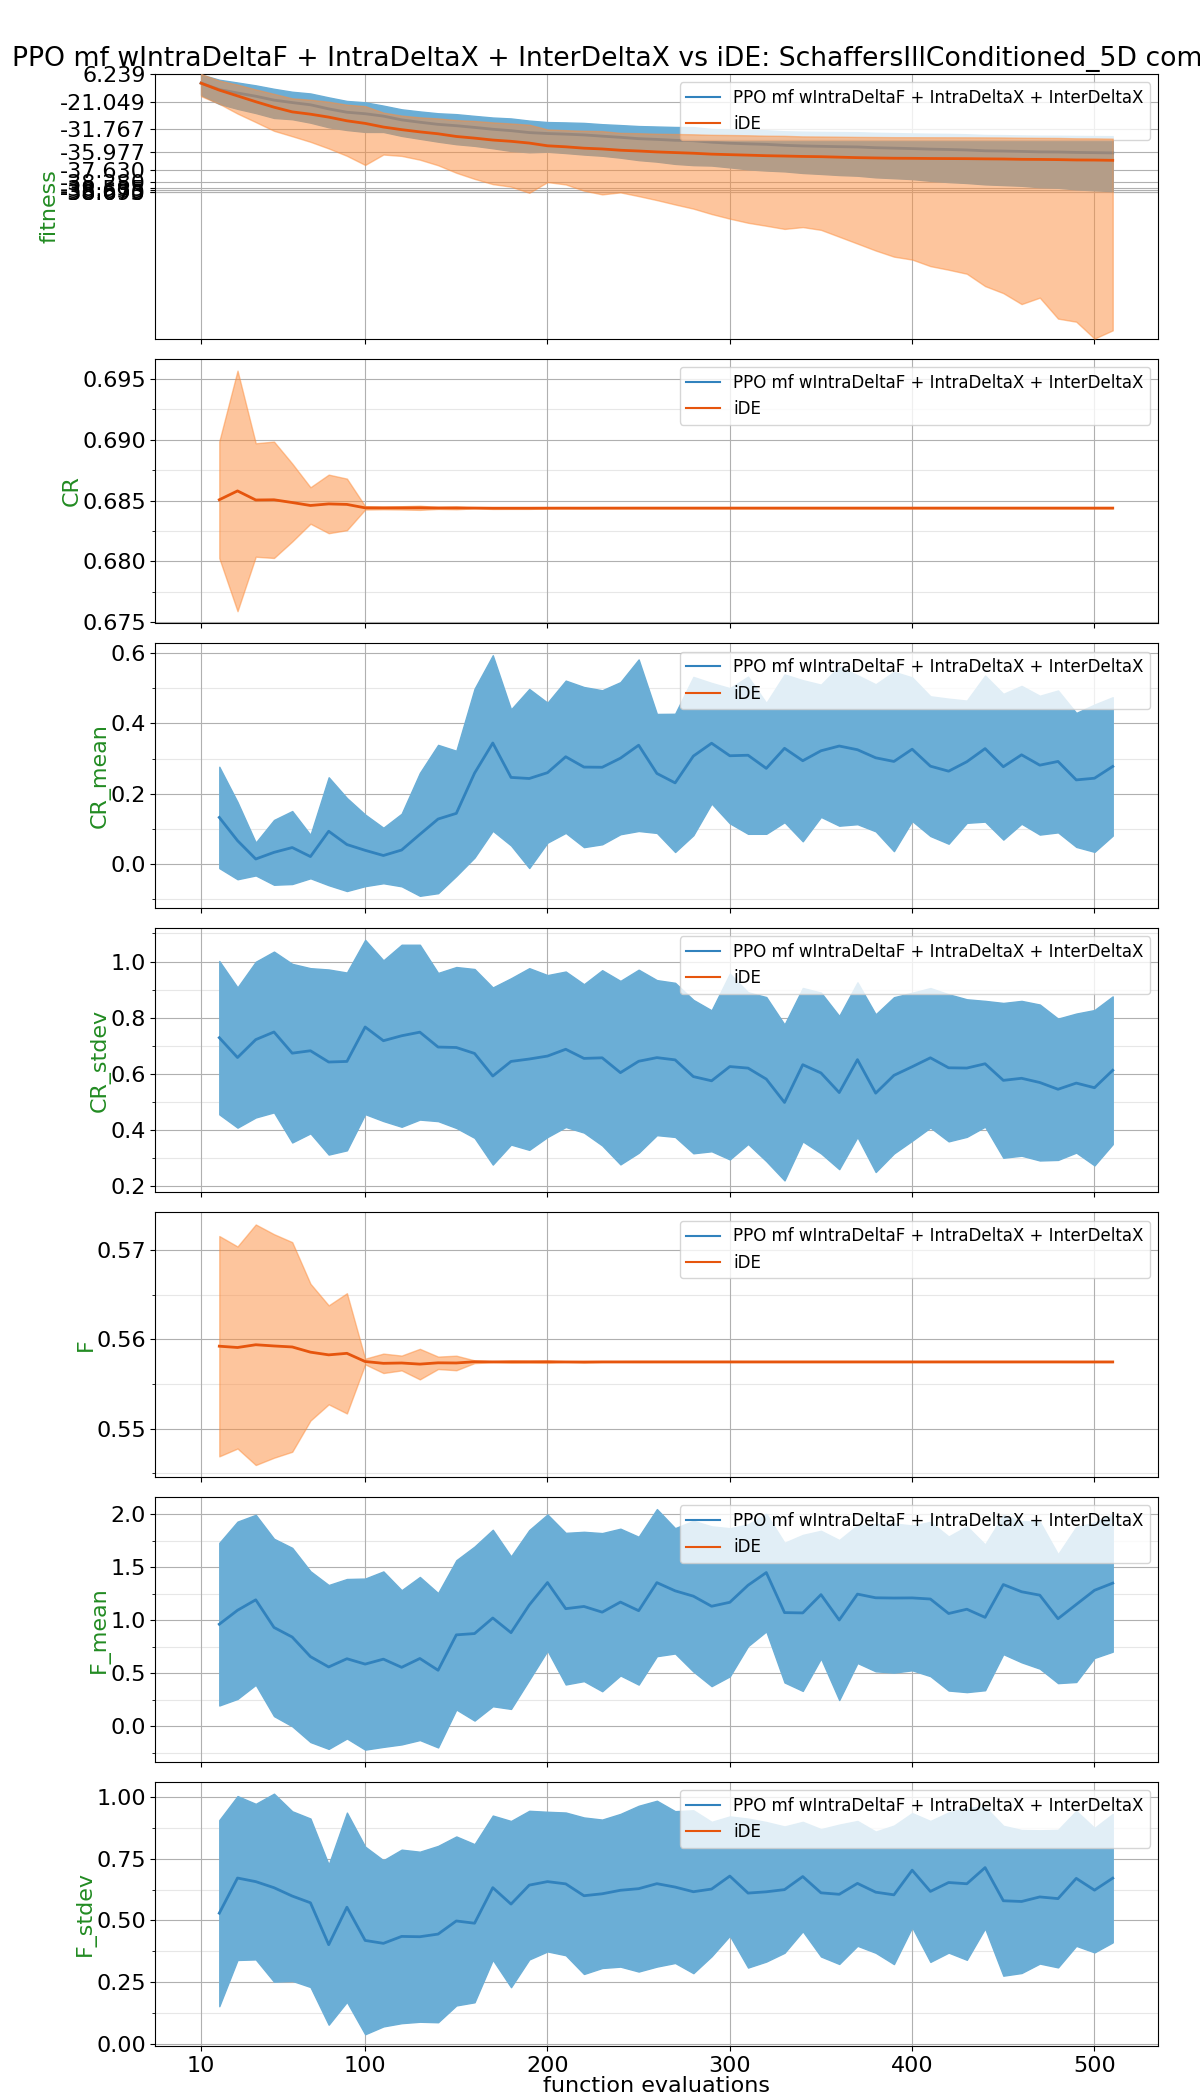 PPO mf wIntraDeltaF + IntraDeltaX + InterDeltaX vs iDE: SchaffersIllConditioned_5D com
6.239
-21.049
-31.767
-35.977
-37.630
fitness
PPO mf wIntraDeltaF + IntraDeltaX + InterDeltaX
iDE
0.695
0.690
0.685
0.680
0.675
CR
PPO mf wIntraDeltaF + IntraDeltaX + InterDeltaX
iDE
0.6
0.4
0.2
0.0
CR_mean
PPO mf wIntraDeltaF + IntraDeltaX + InterDeltaX
iDE
1.0
0.8
0.6
0.4
0.2
CR_stdev
PPO mf wIntraDeltaF + IntraDeltaX + InterDeltaX
iDE
0.57
0.56
0.55
F
PPO mf wIntraDeltaF + IntraDeltaX + InterDeltaX
iDE
2.0
1.5
1.0
0.5
0.0
F_mean
PPO mf wIntraDeltaF + IntraDeltaX + InterDeltaX
iDE
1.00
0.75
0.50
0.25
0.00
F_stdev
PPO mf wIntraDeltaF + IntraDeltaX + InterDeltaX
iDE
10 100 200 300 400 500
function evaluations